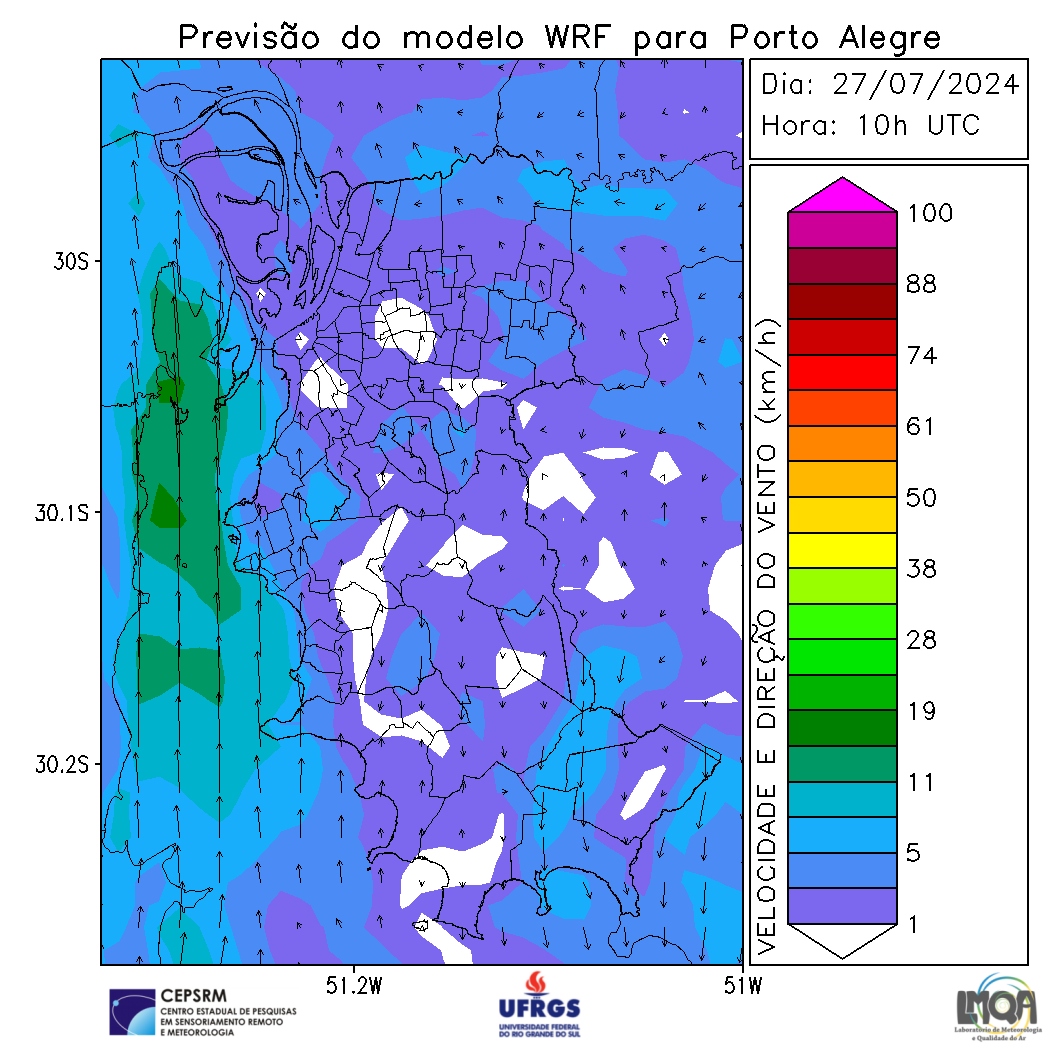 Previsão do modelo WRF para Porto Alegre
Dia: 27/07/2024
Hora: 10h UTC
30S
30.1S
30.2S
51.2W
51W
VELOCIDADE E DIREÇÃO DO VENTO (km/h)
100
88
74
61
50
38
28
19
11
5
1
CEPSRM
CENTRO ESTADUAL DE PESQUISAS
EM SENSORIAMENTO REMOTO
E METEOROLOGIA
UFRGS
UNIVERSIDADE FEDERAL
DO RIO GRANDE DO SUL
LMQA
Laboratório de Meteorologia
e Qualidade do Ar